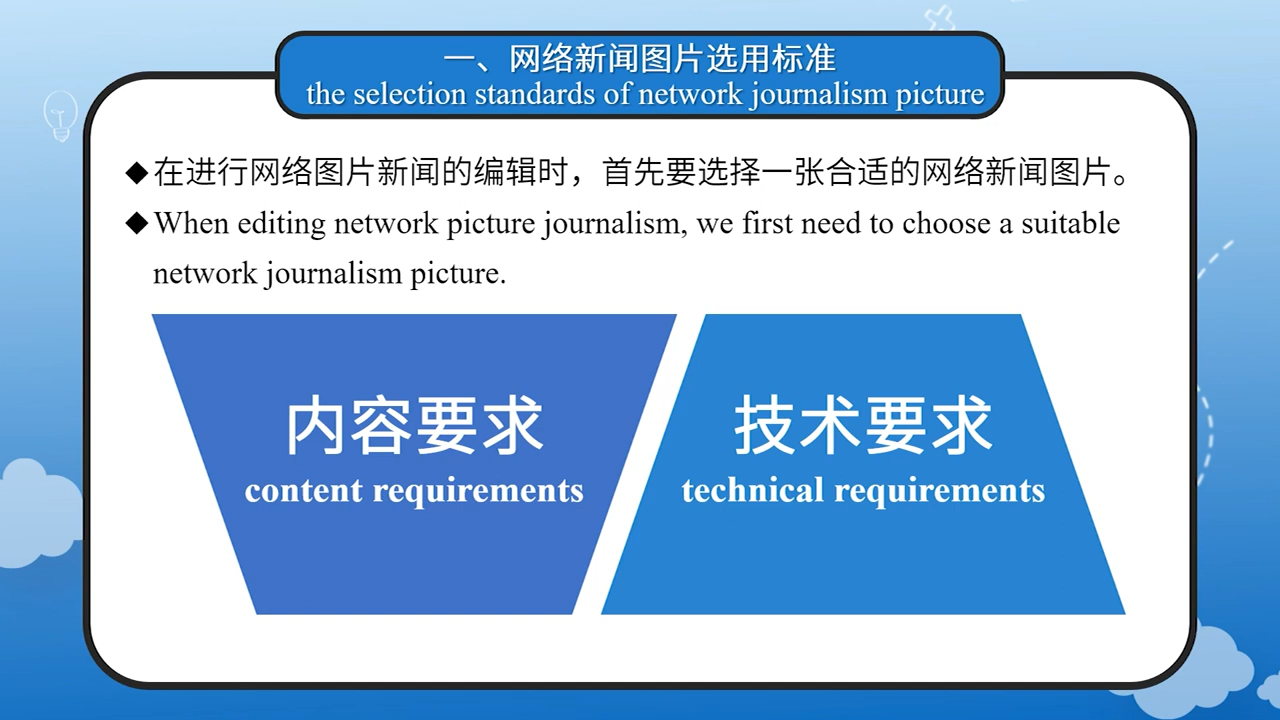 一、网络新闻图片选用标准
the selection standards of network journalism picture
◆在进行网络图片新闻的编辑时，首先要选择一张合适的网络新闻图片。
◆When editing network picture journalism, we first need to choose a suitable
network journalism picture.
内容要求
content requirements
技术要求
technical requirements